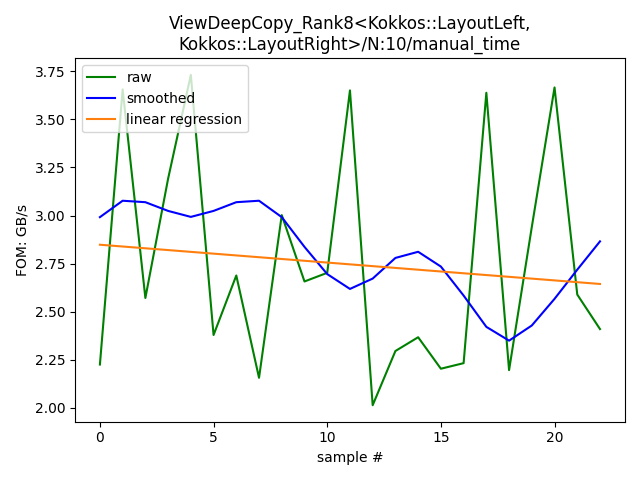 ViewDeepCopy_Rank8<Kokkos::LayoutLeft,
Kokkos::LayoutRight>/N:10/manual_time
raw
smoothed
linear regression
FOM: GB/s
3.75
3.50
3.25
3.00
2.75
2.50
2.25
2.00
0
5
10
15
20
sample #